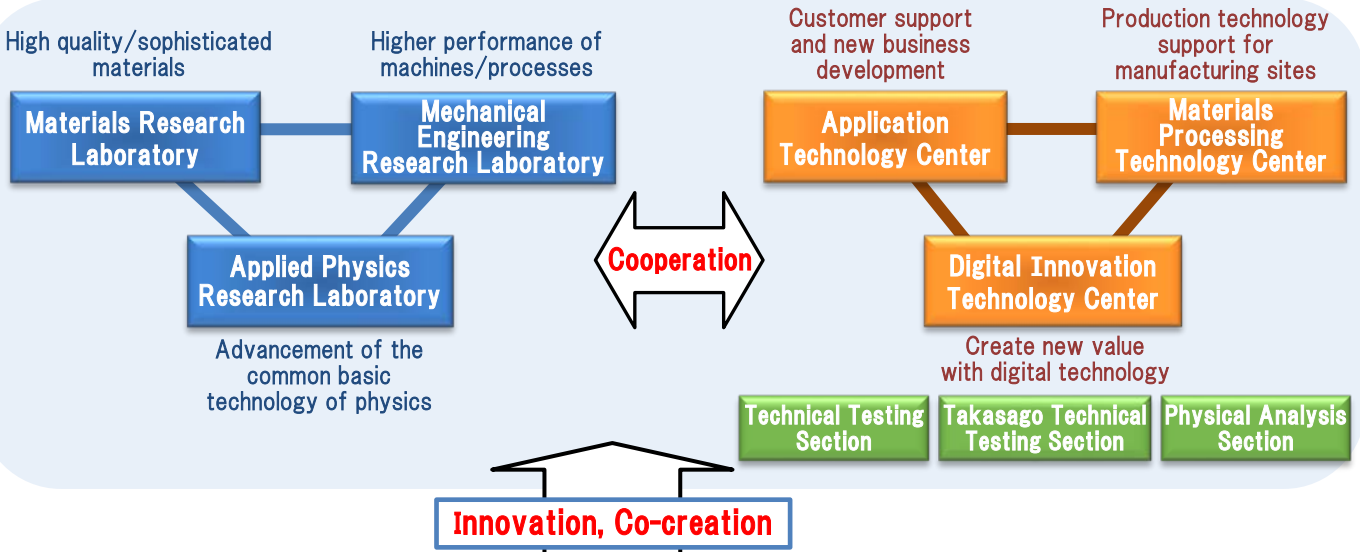 High quality/sophisticated
materials
Higher performance of
machines/processes
Materials Research
Laboratory
Mechanical
Engineering
Research Laboratory
Applied Physics
Research Laboratory
Advancement of the
common basic
technology of physics
Cooperation
Customer support
and new business
development
Production technology
support for
manufacturing sites
Application
Technology Center
Materials
Processing
Technology Center
Digital Innovation
Technology Center
Create new value
with digital technology
Technical Testing
Section
Takasago Technical
Testing Section
Physical Analysis
Section
Innovation, Co-creation